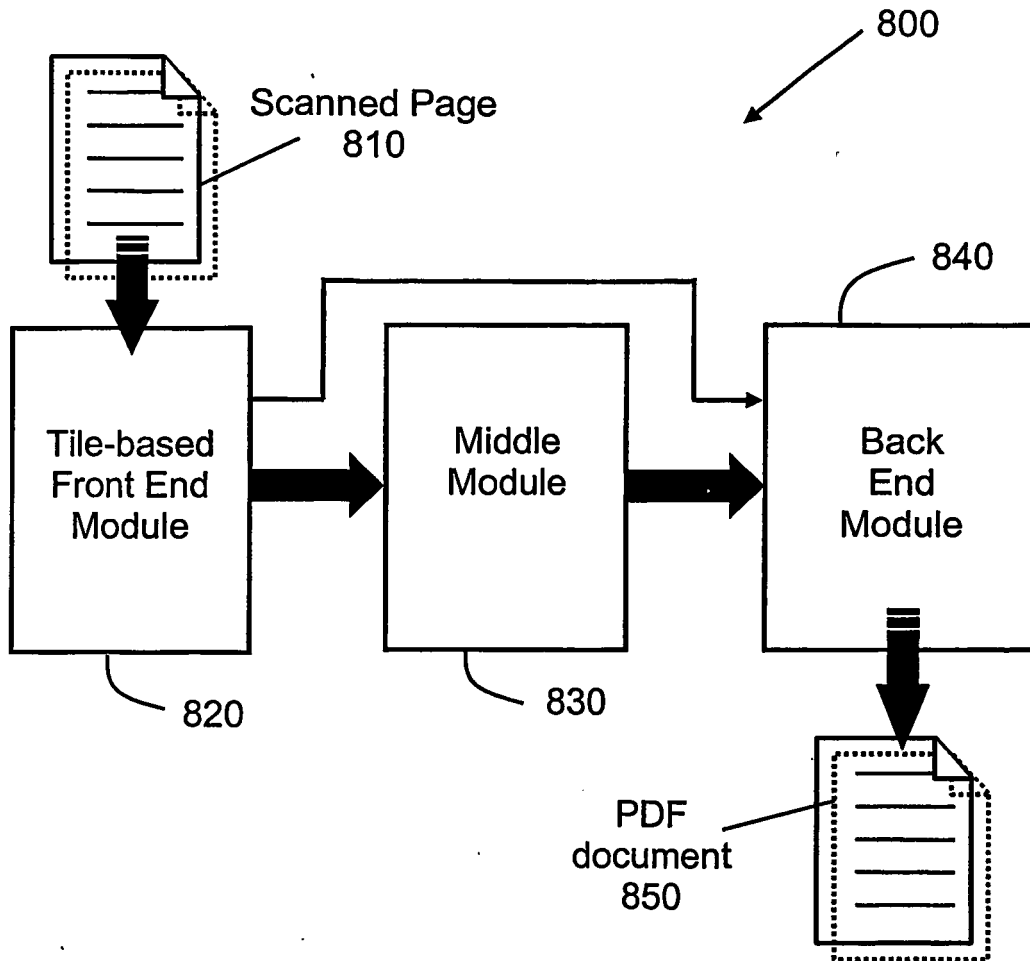 800
Scanned Page
810
840
Tile-based
Front End
Module
Middle
Module
Back
End
Module
820
830
PDF
document
850